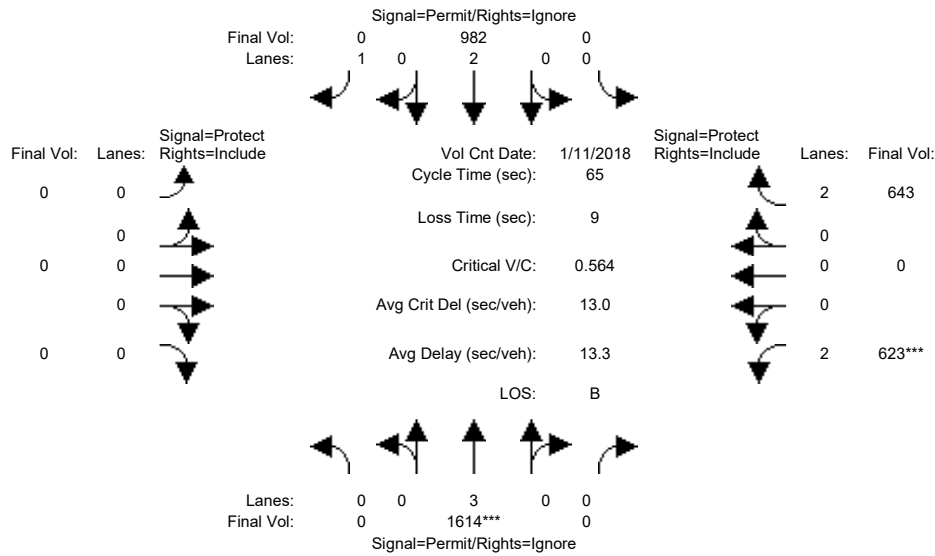 Signal=Permit/Rights=Ignore
Final Vol: 0 982 0
Lanes: 1 0 2 0 0
Signal=Protect Signal=Protect
Final Vol: Lanes: Rights=Include Vol Cnt Date: 1/11/2018 Rights=Include Lanes: Final Vol:
Cycle Time (sec): 65
0 0 2 643
Loss Time (sec): 9
0 0
0 0 Critical V/C: 0.564 0 0
0 Avg Crit Del (sec/veh): 13.0 0
0 0 Avg Delay (sec/veh): 13.3 2 623***
LOS: B
Lanes: 0 0 3 0 0
Final Vol: 0 1614*** 0
Signal=Permit/Rights=Ignore